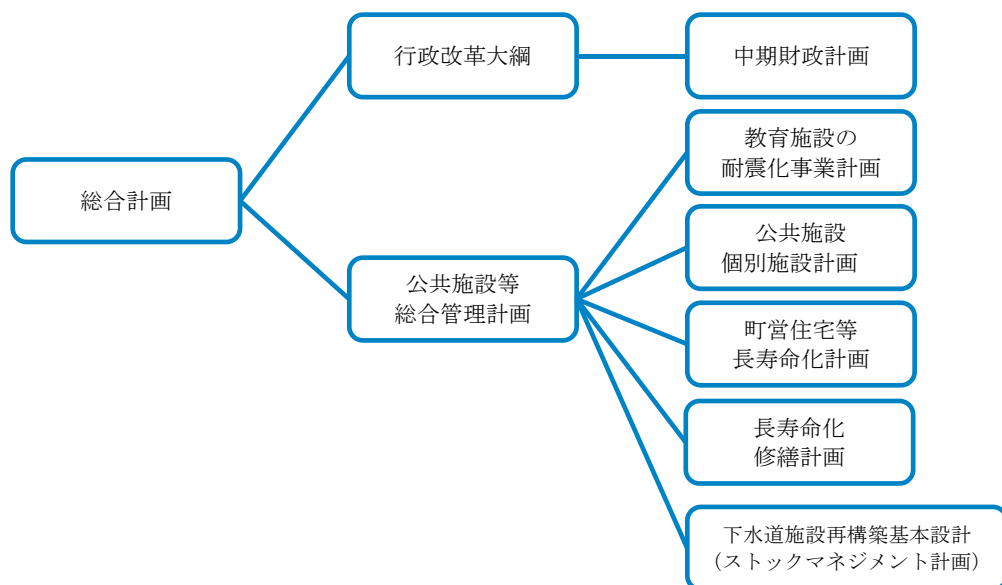 総合計画
行政改革大綱
中期財政計画
公共施設等
総合管理計画
教育施設の
耐震化事業計画
公共施設
個別施設計画
町営住宅等
長寿命化計画
長寿命化
修繕計画
下水道施設再構築基本設計
（ストックマネジメント計画）